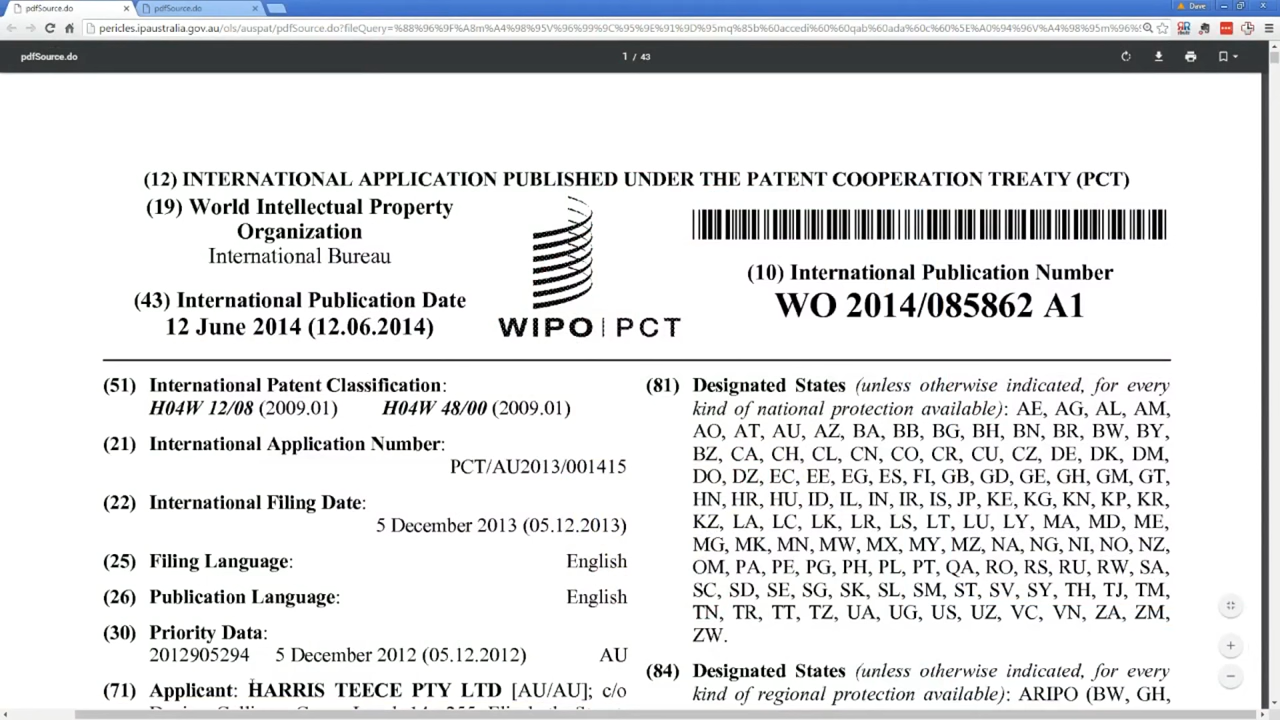 pdfSource.do
pdfSource.do
Dave
pericles.ipaustralia.gov.au/ols/auspat/pdfSource.do?fileQuery=
pdfSource.do
1 / 43
(12) INTERNATIONAL APPLICATION PUBLISHED UNDER THE PATENT COOPERATION TREATY (PCT)
(19) World Intellectual Property
Organization
International Bureau
(43) International Publication Date
12 June 2014 (12.06.2014)
WIPO | PCT
(10) International Publication Number
WO 2014/085862 A1
(51) International Patent Classification:
H04W 12/08 (2009.01) H04W 48/00 (2009.01)
(21) International Application Number:
PCT/AU2013/001415
(22) International Filing Date:
5 December 2013 (05.12.2013)
(25) Filing Language: English
(26) Publication Language: English
(30) Priority Data:
2012905294 5 December 2012 (05.12.2012) AU
(71) Applicant: HARRIS TEECE PTY LTD [AU/AU]; c/o
(81) Designated States (unless otherwise indicated, for every
kind of national protection available): AE, AG, AL, AM,
AO, AT, AU, AZ, BA, BB, BG, BH, BN, BR, BW, BY,
BZ, CA, CH, CL, CN, CO, CR, CU, CZ, DE, DK, DM,
DO, DZ, EC, EE, EG, ES, FI, GB, GD, GE, GH, GM, GT,
HN, HR, HU, ID, IL, IN, IR, IS, JP, KE, KG, KN, KP, KR,
KZ, LA, LC, LK, LR, LS, LT, LU, LY, MA, MD, ME,
MG, MK, MN, MW, MX, MY, MZ, NA, NG, NI, NO, NZ,
OM, PA, PE, PG, PH, PL, PT, QA, RO, RS, RU, RW, SA,
SC, SD, SE, SG, SK, SL, SM, ST, SV, SY, TH, TJ, TM,
TN, TR, TT, TZ, UA, UG, US, UZ, VC, VN, ZA, ZM,
ZW.
(84) Designated States (unless otherwise indicated, for every
kind of regional protection available): ARIPO (BW, GH,